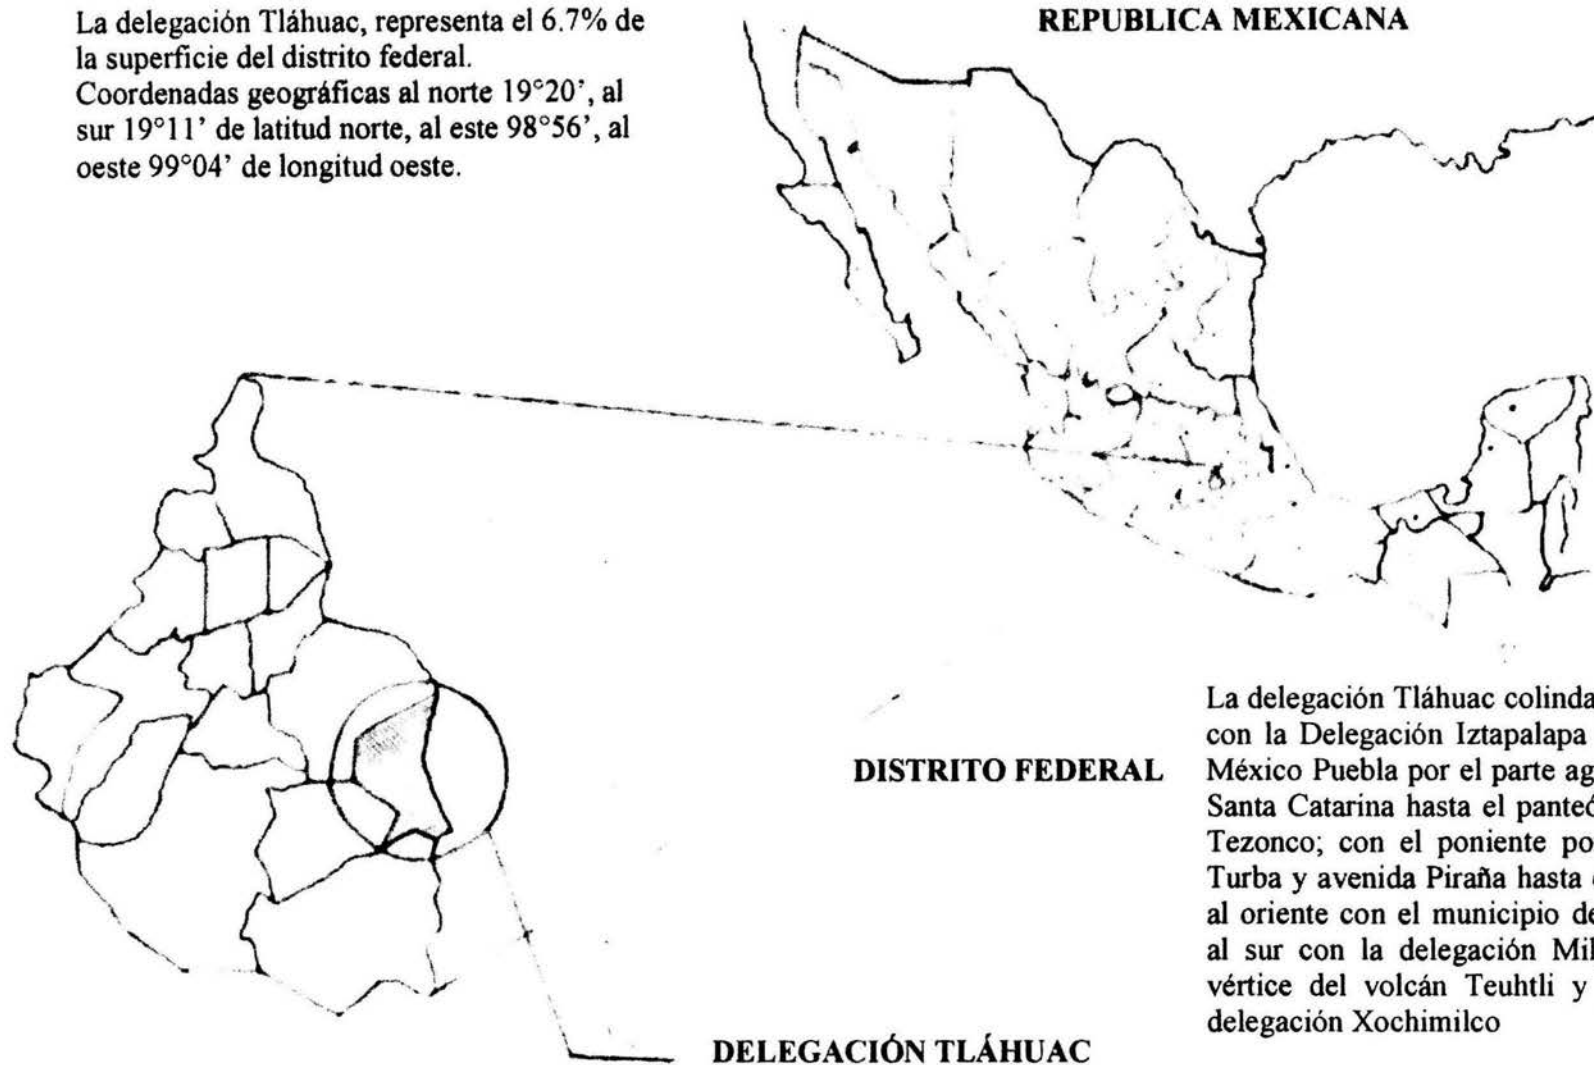 La delegación Tláhuac, representa el 6.7% de
la superficie del distrito federal.
Coordenadas geográficas al norte 19°20’, al
sur 19°11’ de latitud norte, al este 98°56’, al
oeste 99°04’ de longitud oeste.
REPUBLICA MEXICANA
DISTRITO FEDERAL
La delegación Tláhuac colinda
con la Delegación Iztapalapa
México Puebla por el parte
Santa Catarina hasta el
Tezonco; con el poniente
Turba y avenida Piraña hasta
al oriente con el municipio
al sur con la delegación
vértice del volcán Teuhtli y
delegación Xochimilco
DELEGACIÓN TLÁHUAC